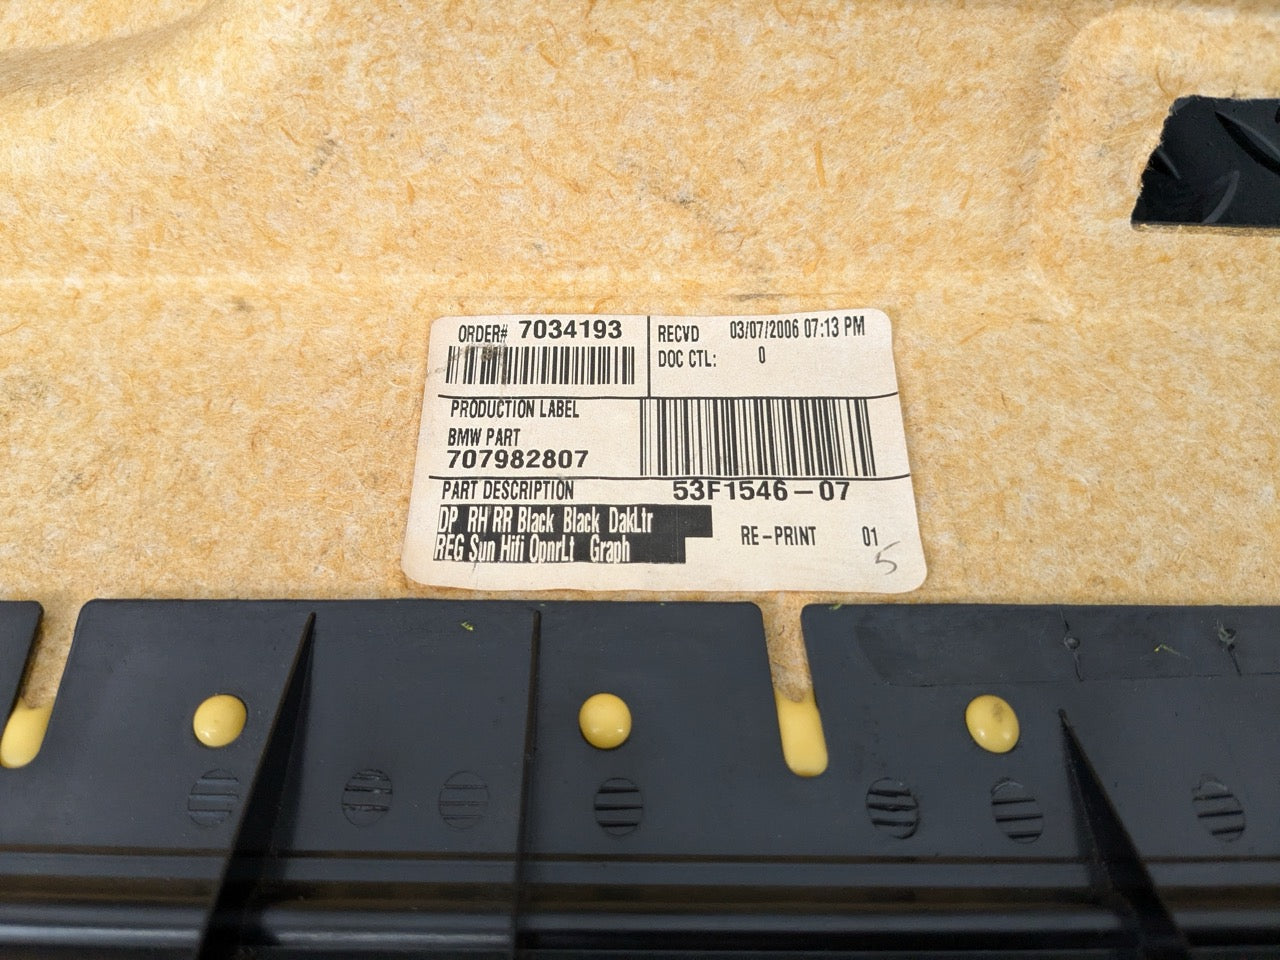 ORDER# 7034193
RECVD 03/07/2006 07:13 PM
DOC CTL: 0
PRODUCTION LABEL
BMW PART
707982807
PART DESCRIPTION
53F1546-07
DP RH RR Black Black DakLtr
REG Sun Hifi OpnrLt Graph
RE-PRINT 01
5